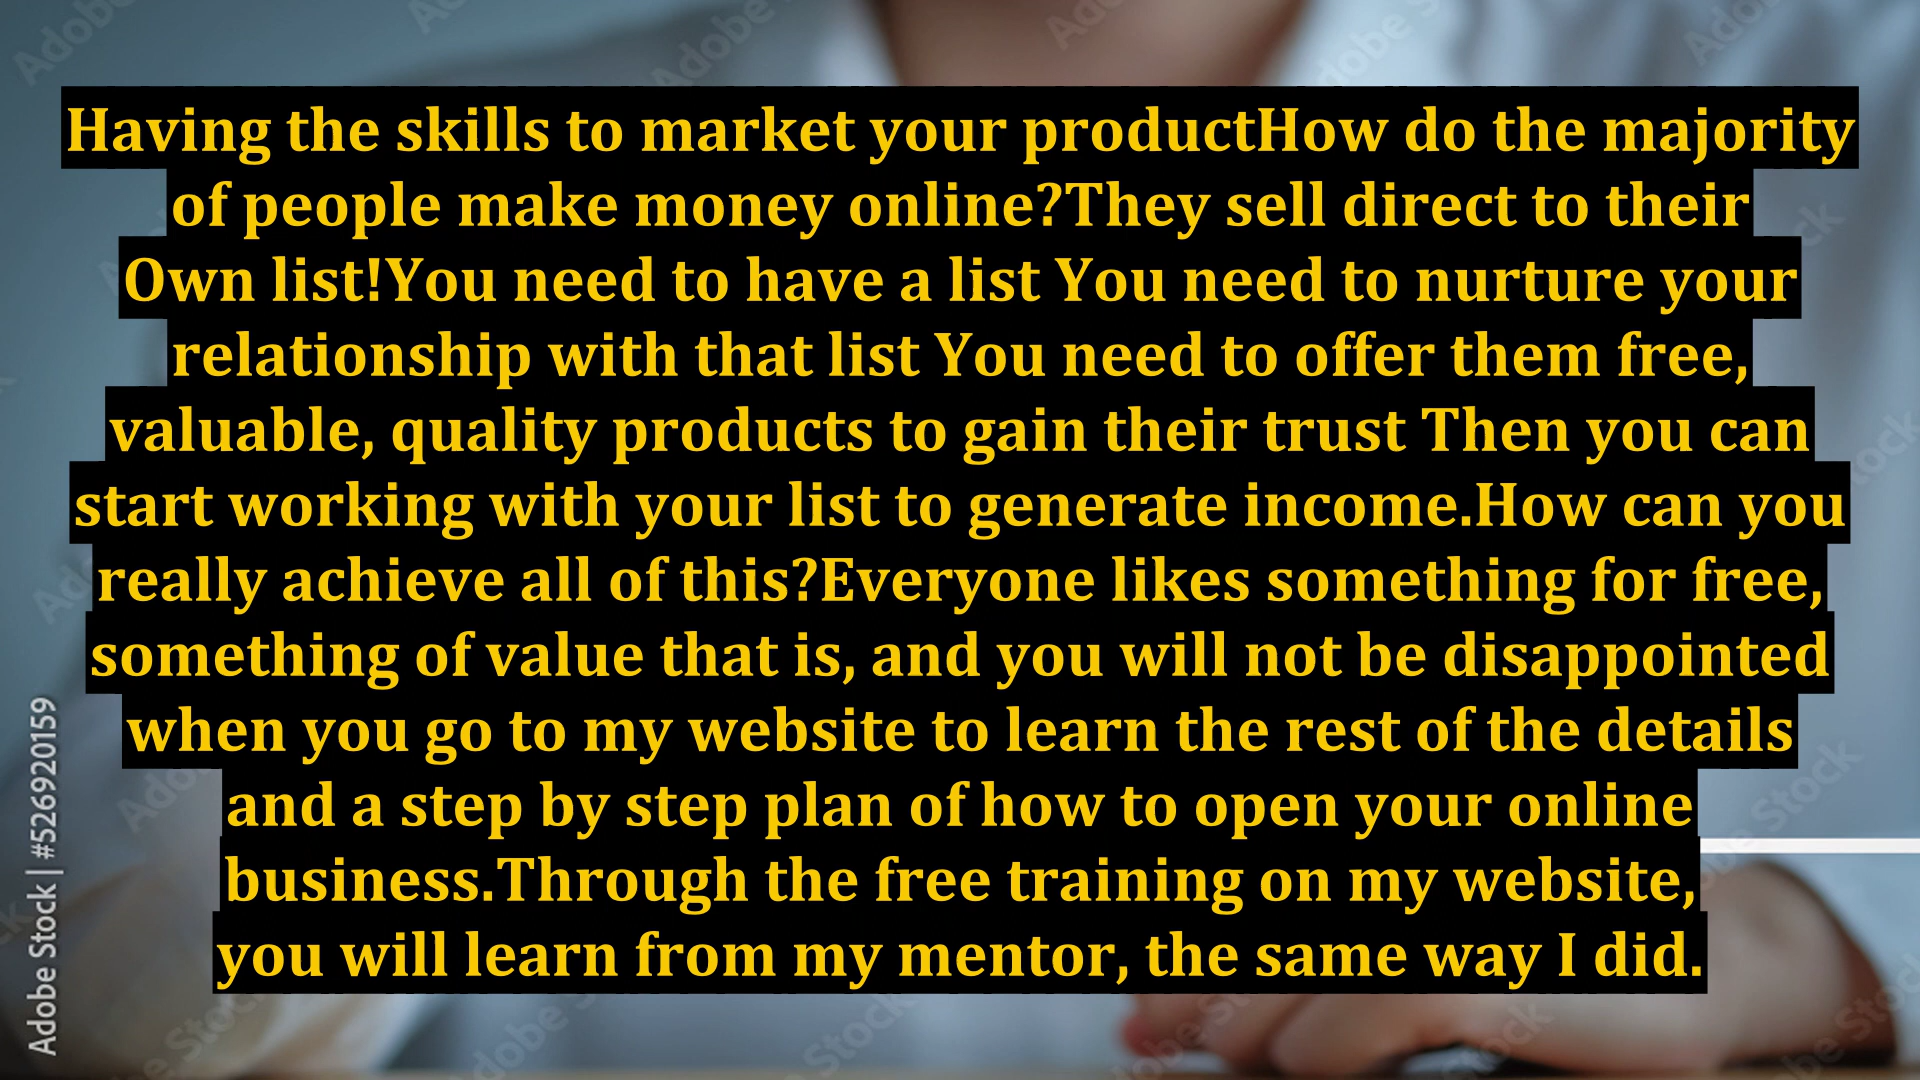 Having the skills to market your productHow do the majority
of people make money online?They sell direct to their
Own list!You need to have a list You need to nurture your
relationship with that list You need to offer them free,
valuable, quality products to gain their trust Then you can
start working with your list to generate income.How can you
really achieve all of this?Everyone likes something for free,
something of value that is, and you will not be disappointed
when you go to my website to learn the rest of the details
and a step by step plan of how to open your online
business.Through the free training on my website,
you will learn from my mentor, the same way I did.
Adobe Stock | #526920159